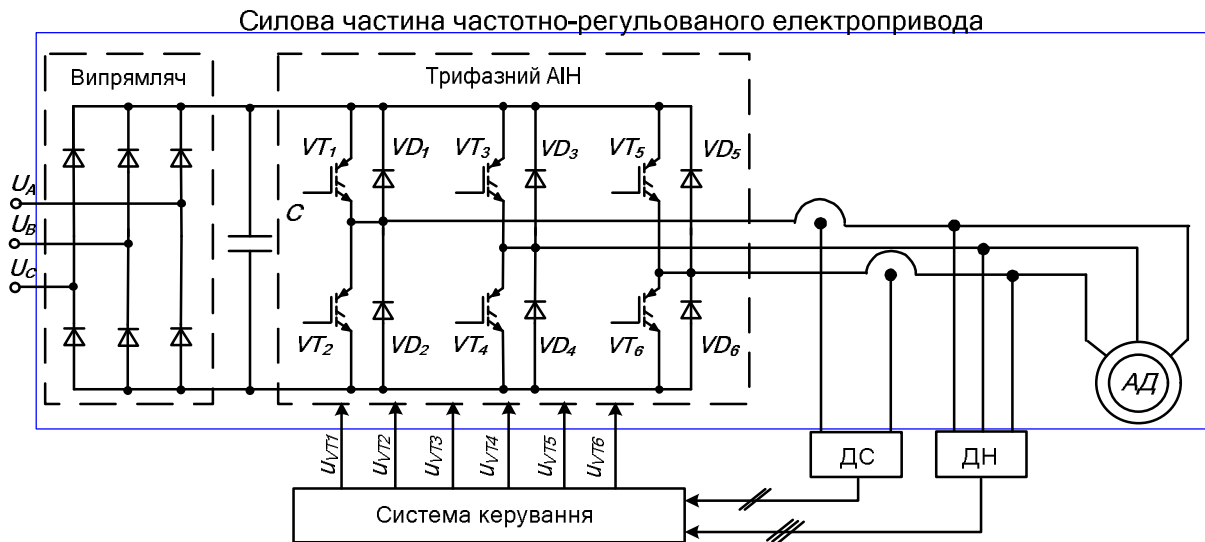 Силова частина частотно-регульованого електропривода
Випрямляч
Трифазний АІН
VT1
VD1
VT3
VD3
VT5
VD5
UA
UB
UC
C
VT2
VD2
VT4
VD4
VT6
VD6
АД
uVT1
uVT2
uVT3
uVT4
uVT5
uVT6
ДС
ДН
Система керування